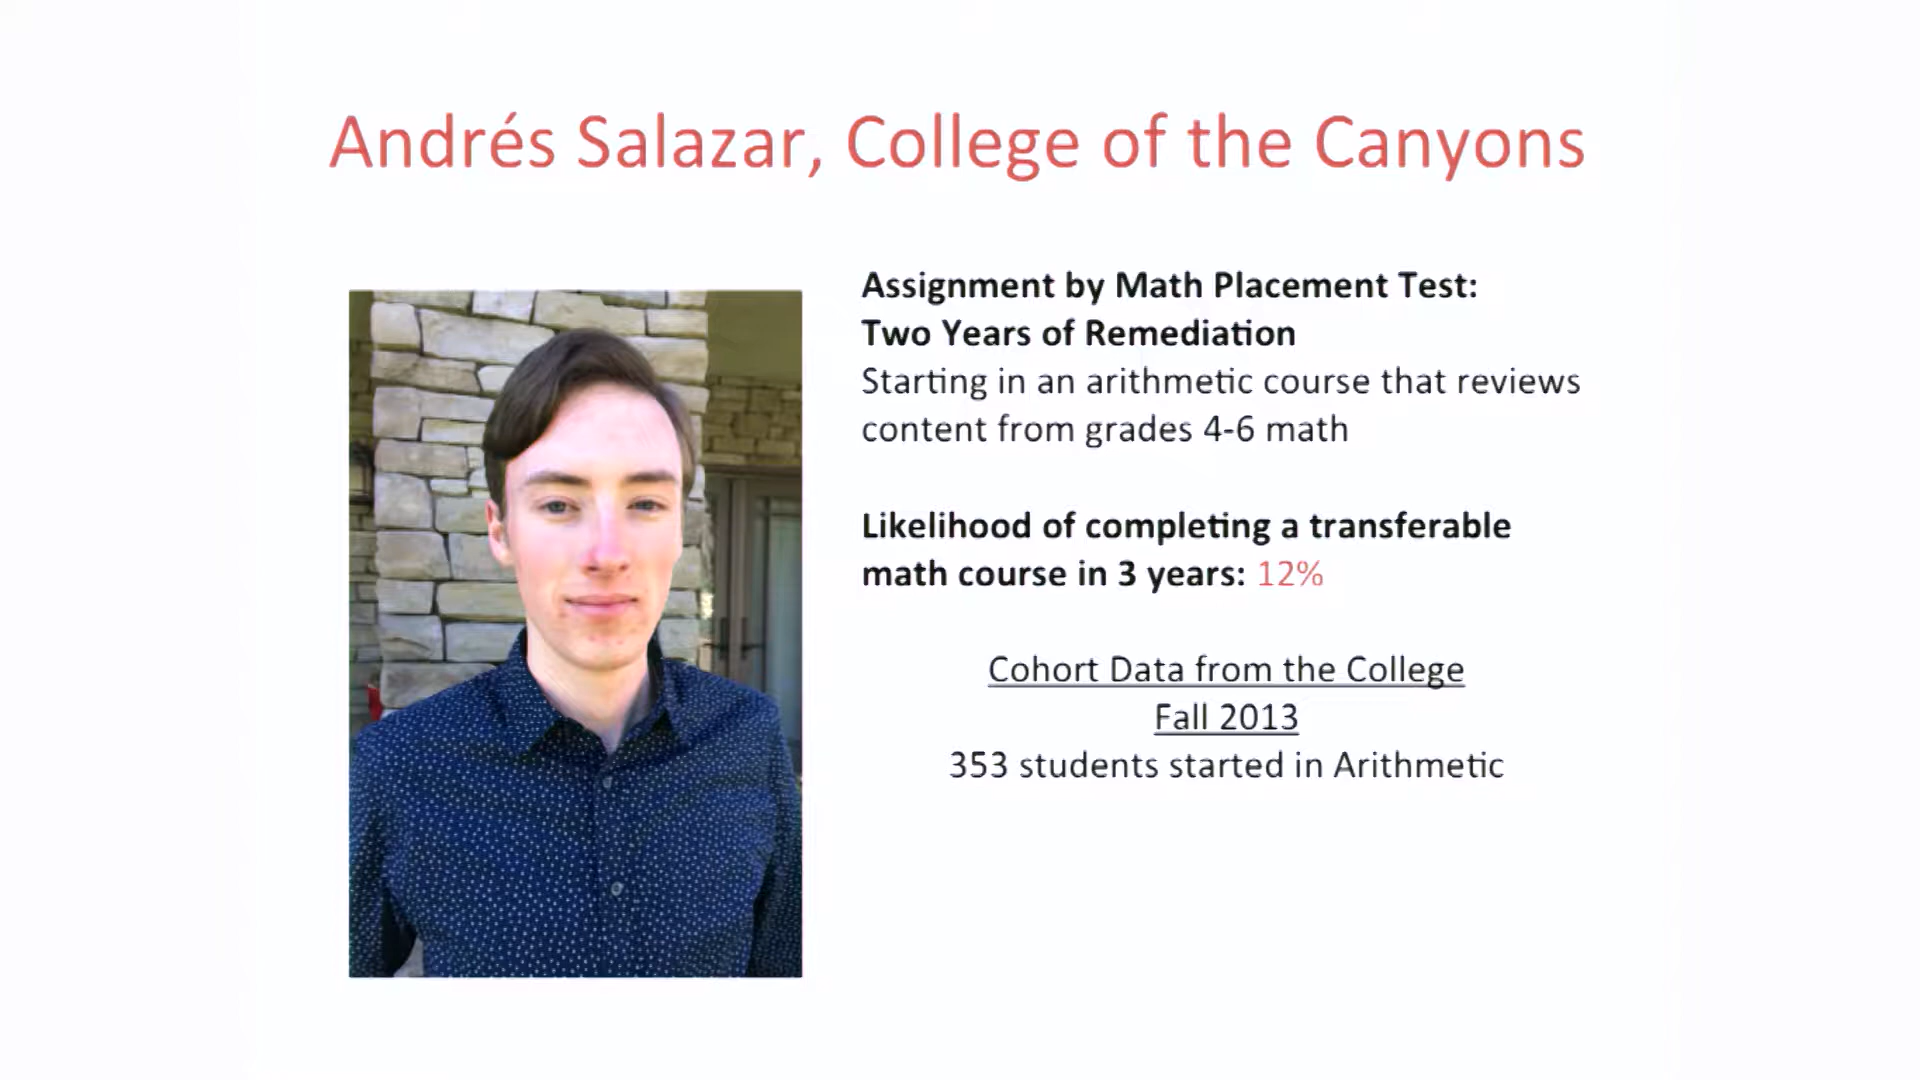 Andrés Salazar, College of the Canyons
Assignment by Math Placement Test:
Two Years of Remediation
Starting in an arithmetic course that reviews
content from grades 4-6 math
Likelihood of completing a transferable
math course in 3 years: 12%
Cohort Data from the College
Fall 2013
353 students started in Arithmetic